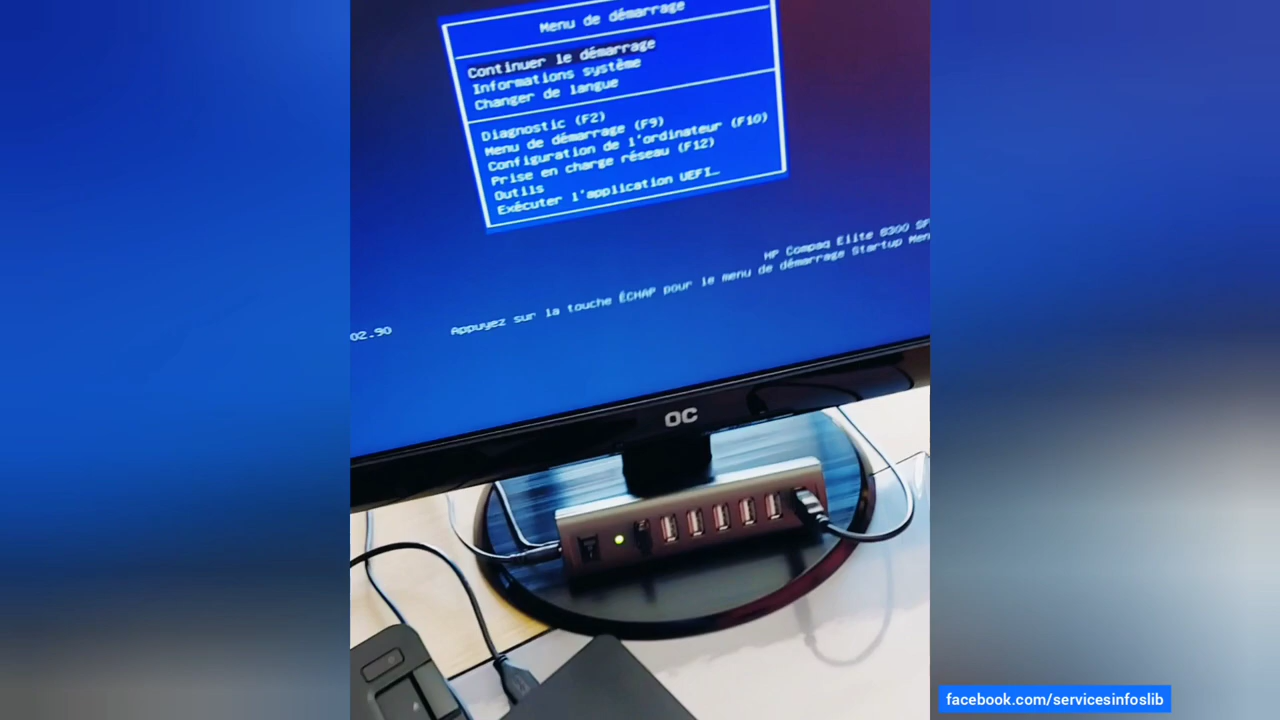 Menu de démarrage
Continuer le démarrage
Informations système
Changer de langue
Diagnostic (F2)
Menu de démarrage (F9)
Configuration de l'ordinateur (F10)
Prise en charge réseau (F12)
Outils
Exécuter l'application UEFI…
HP Compaq Elite 8300 SF
Appuyez sur la touche ÉCHAP pour le menu de démarrage Startup Men
02.90
OC
facebook.com/servicesinfoslib